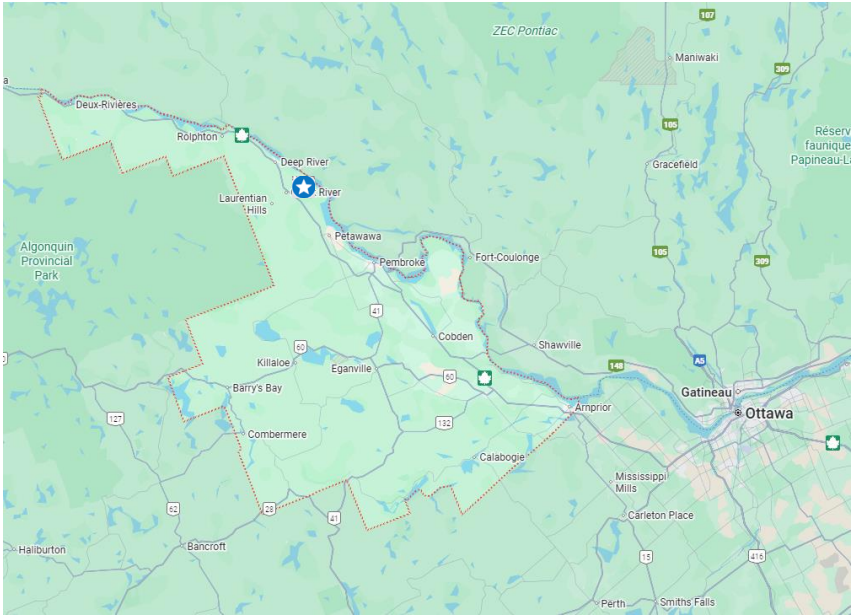 107
ZEC Pontiac
Maniwaki
309
a
Deux-Rivières
105
Rolphton
Réserv
faunique
Papineau-La
Deep River
Gracefield
River
Laurentian
Hills
Petawawa
Algonquin
Provincial
Park
105
Fort-Coulonge
309
Pembroke
41
Cobden
60
Shawville
A5
Killaloe
148
Eganville
60
Barry's Bay
Gatineau
Arnprior
Ottawa
127
132
Combermere
Calabogie
Mississippi
Mills
62
28
41
Carleton Place
Haliburton
Bancroft
15
416
Perth
Smiths Falls